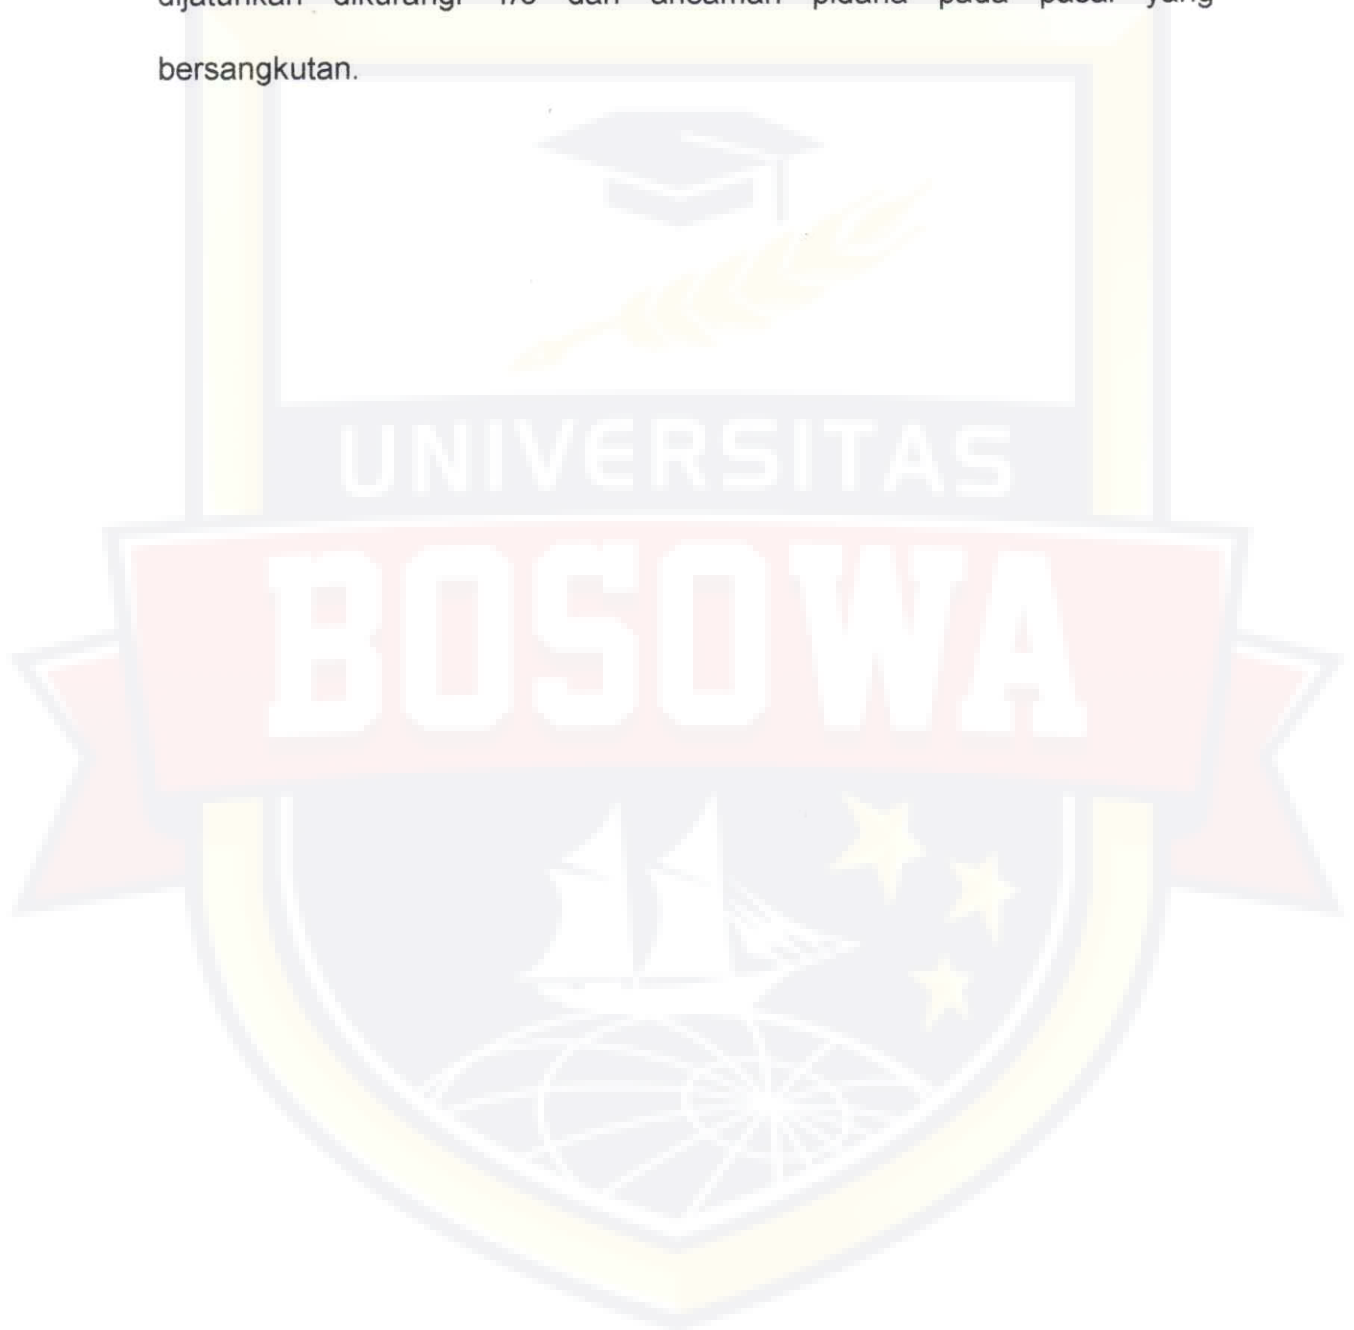 dijatuhkan dikurangi 1/3 dari ancaman pidana pada pasal yang
bersangkutan.
UNIVERSITAS
BOSOWA